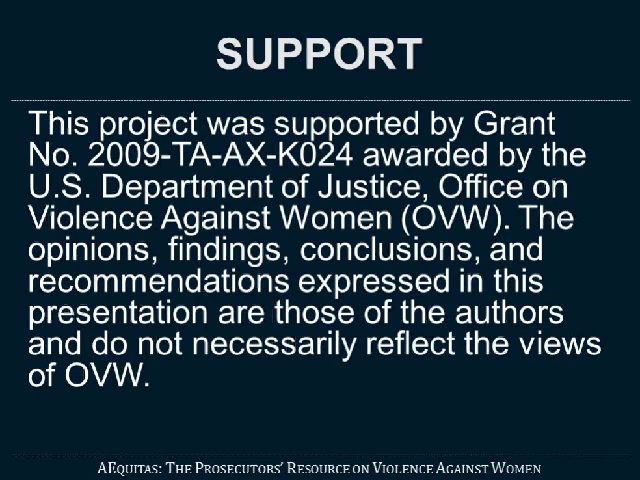 SUPPORT
This project was supported by Grant
No. 2009-TA-AX-K024 awarded by the
U.S. Department of Justice, Office on
Violence Against Women (OVW). The
opinions, findings, conclusions, and
recommendations expressed in this
presentation are those of the authors
and do not necessarily reflect the views
of OVW.
AEQUITAS: THE PROSECUTORS' RESOURCE ON VIOLENCE AGAINST WOMEN